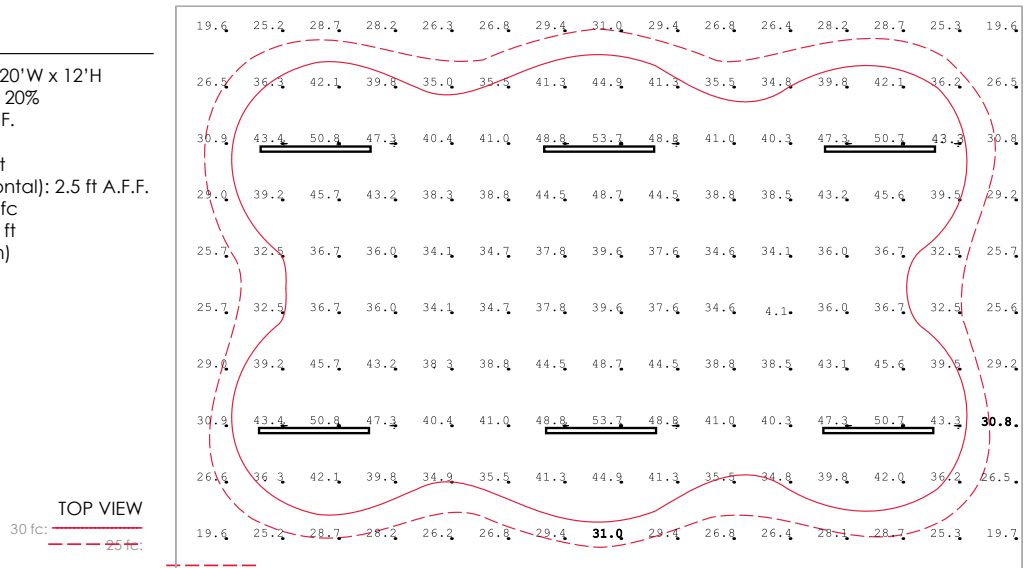 20'W x 12'H
20%
F.
t
ontal): 2.5 ft A.F.F.
fc
ft
n)
TOP VIEW
30 fc:
25 fc:
19.6 25.2 28.7 28.2 26.8 26.8 29.4 31.0 29.4 26.8 26.4 28.2 28.7 25.3 19.6
26.5 36.3 42.1 39.8 35.0 35.5 41.3 44.9 41.3 35.5 34.8 39.8 42.1 36.2 26.5
30.9 43.4 50.8 47.3 40.4 41.0 48.8 53.7 48.8 41.0 40.3 47.3 50.7 43.3 30.8
29.0 39.2 45.7 43.2 38.3 38.8 44.5 48.7 44.5 38.8 38.5 43.2 45.6 39.5 29.2
25.7 32.5 36.7 36.0 34.1 34.7 37.8 39.6 37.6 34.6 34.1 36.0 36.7 32.5 25.7
25.7 32.5 36.7 36.0 34.1 34.7 37.8 39.6 37.6 34.6 4.1 36.0 36.7 32.5 25.6
29.0 39.2 45.7 43.2 38 3 38.8 44.5 48.7 44.5 38.8 38.5 43.1 45.6 39.5 29.2
30.9 43.4 50.8 47.3 40.4 41.0 48.8 53.7 48.8 41.0 40.3 47.3 50.7 43.3 30.8
26.6 36 3 42.1 39.8 34.9 35.8 41.3 44.9 41.3 35.5 34.8 39.8 42.0 36.2 26.5
19.6 25.2 28.7 28.2 26.2 26.8 29.4 31.0 29.4 26.8 26.4 28.1 28.7 25.3 19.7